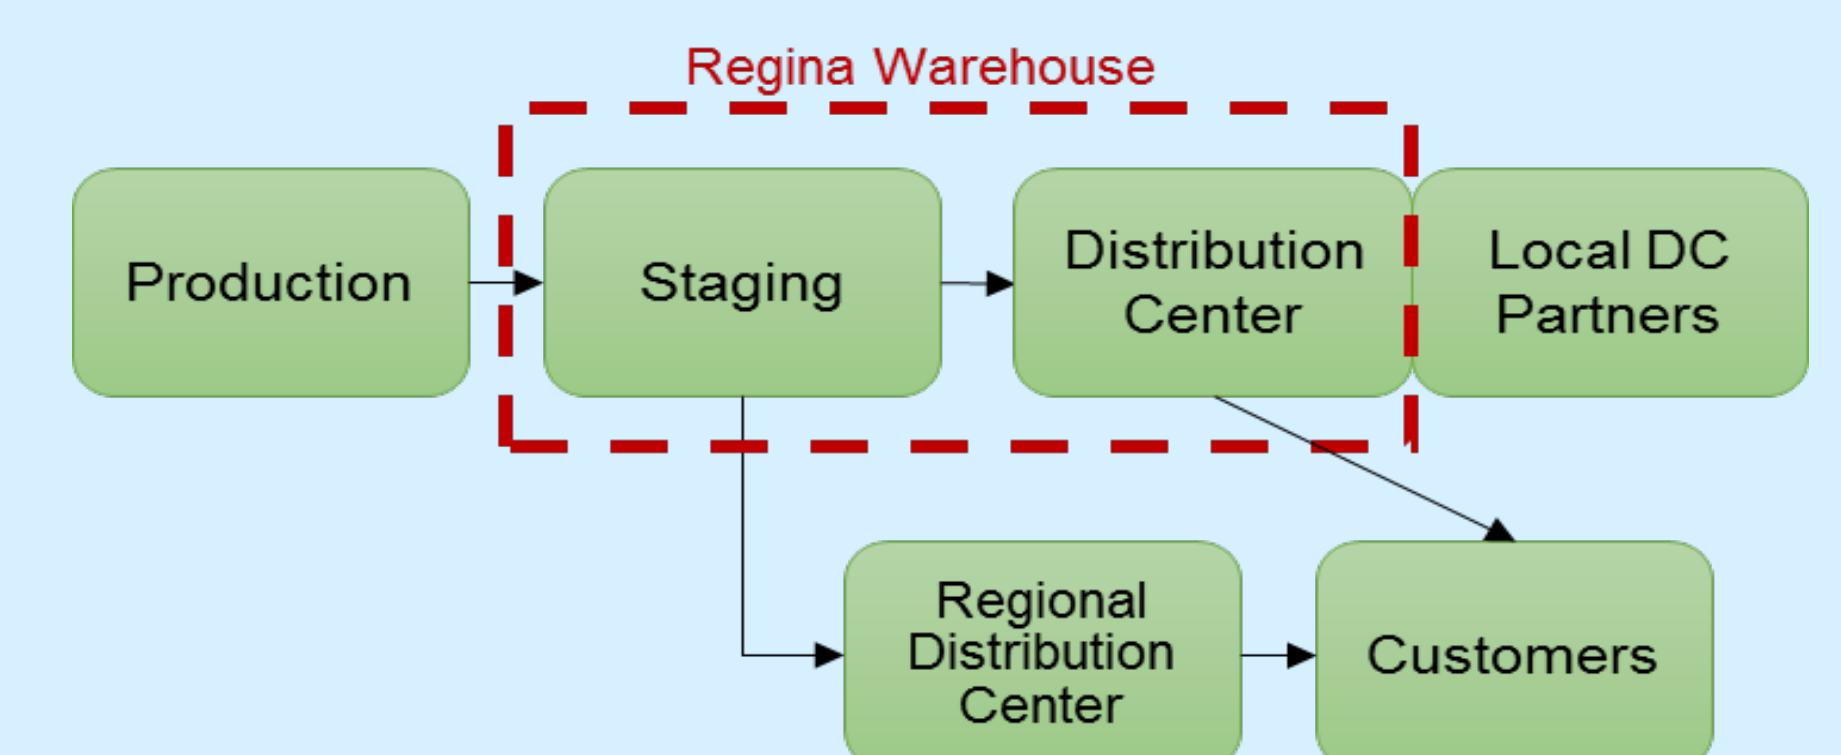 Regina Warehouse
Production
Staging
Distribution
Center
Local DC
Partners
Regional
Distribution
Center
Customers